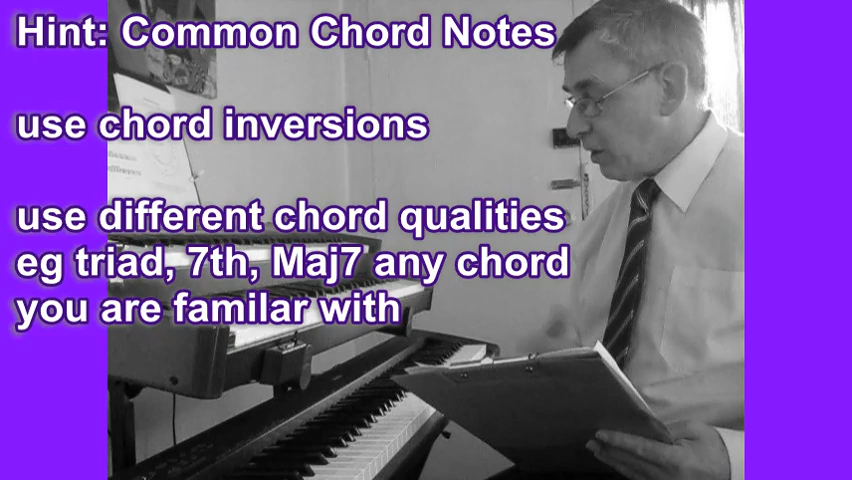 Hint: Common Chord Notes
use chord inversions
use different chord qualities
eg triad, 7th, Maj7 any chord
you are familar with